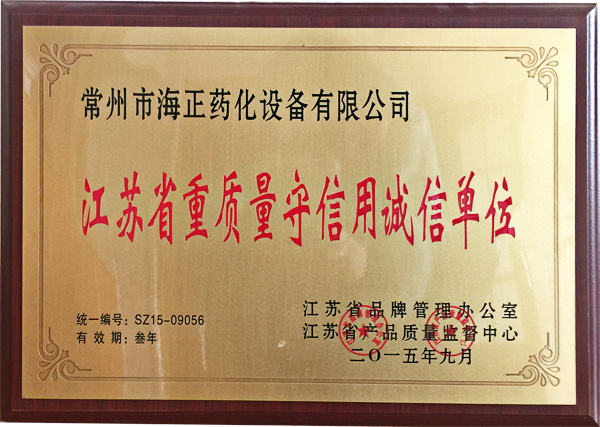 常州市海正药化设备有限公司
江苏省重质量守信用诚信单位
统一编号: SZ15-09056
有 效 期: 叁年
江苏省品牌管理办公室
江苏省产品质量监督中心
二〇一五年九月